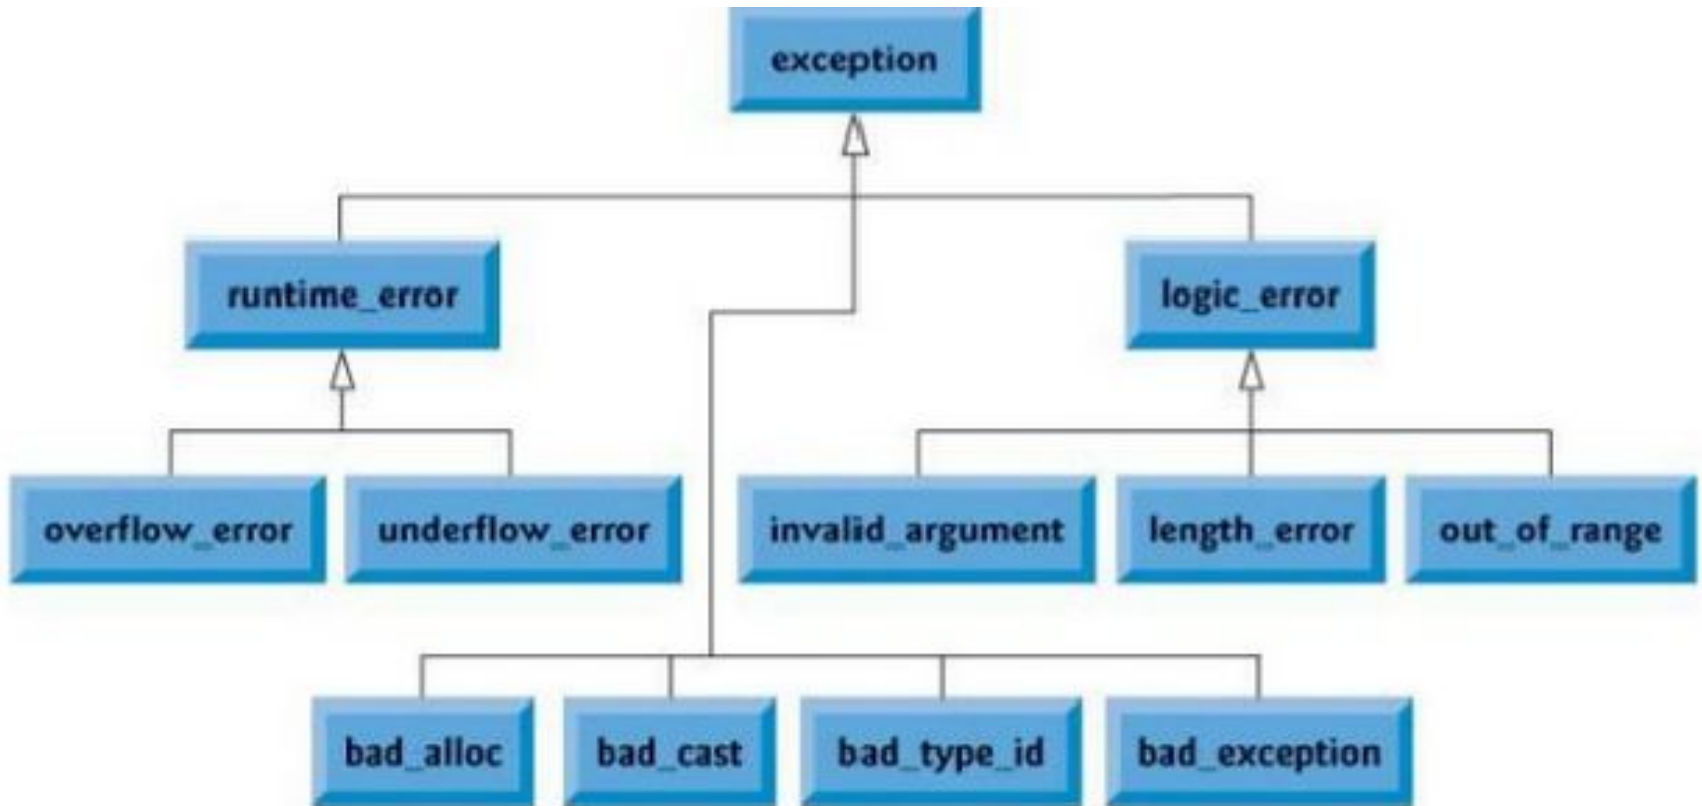 exception
runtime_error
logic_error
overflow_error
underflow_error
invalid_argument
length_error
out_of_range
bad_alloc
bad_cast
bad_type_id
bad_exception